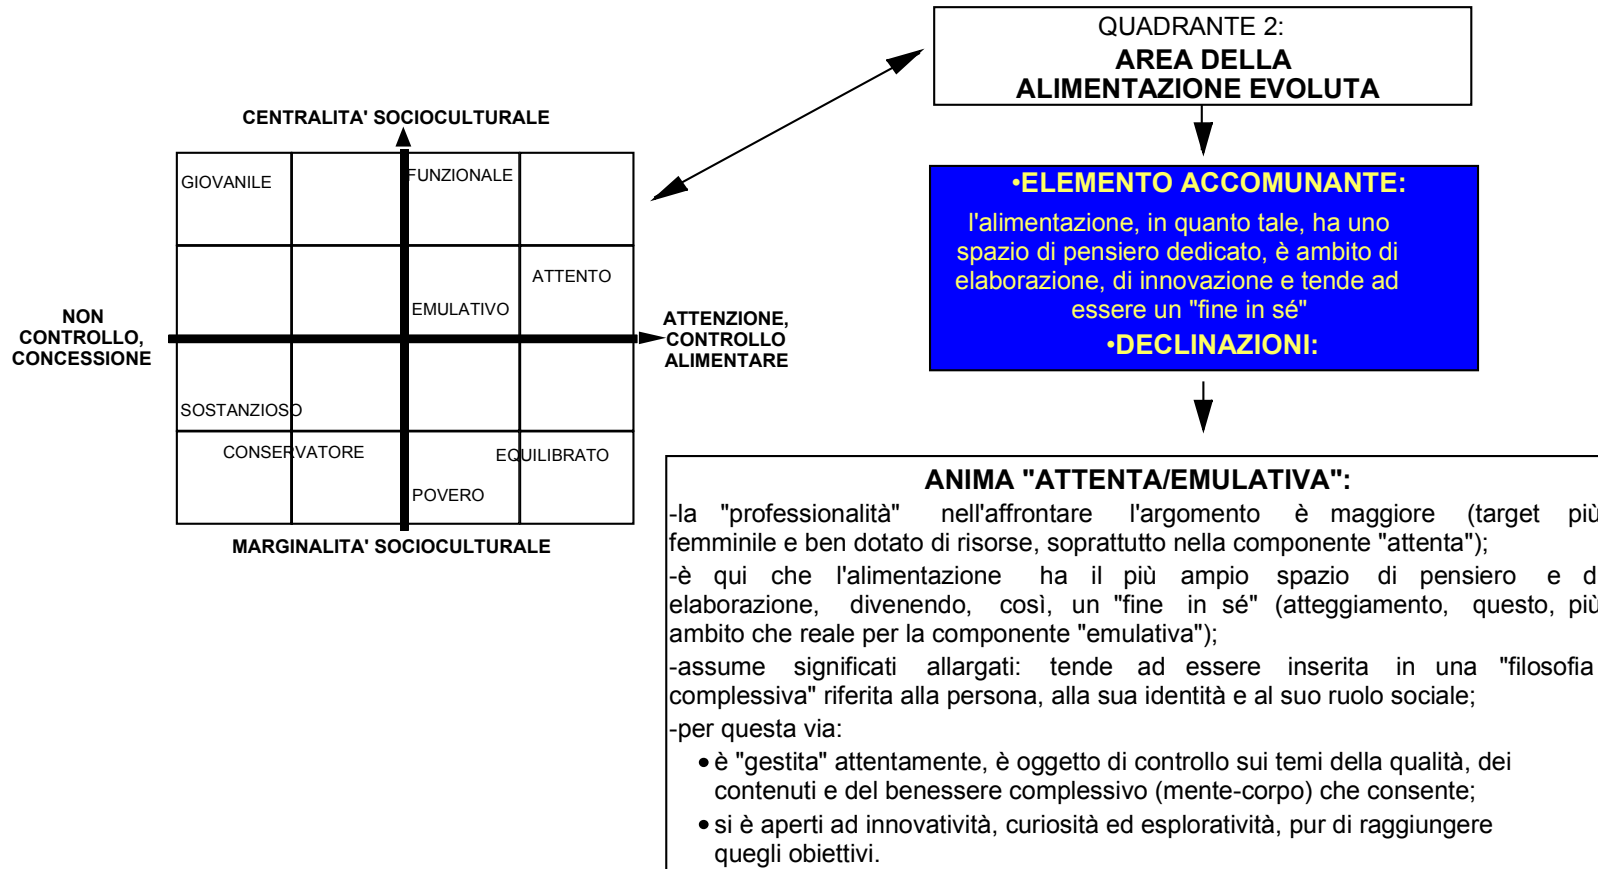 QUADRANTE 2:
AREA DELLA
ALIMENTAZIONE EVOLUTA
CENTRALITA' SOCIOCULTURALE
GIOVANILE
FUNZIONALE
ATTENTO
EMULATIVO
NON
CONTROLLO,
CONCESSIONE
ATTENZIONE,
CONTROLLO
ALIMENTARE
SOSTANZIOSO
CONSERVATORE
EQUILIBRATO
POVERO
MARGINALITA' SOCIOCULTURALE
•ELEMENTO ACCOMUNANTE:
l'alimentazione, in quanto tale, ha uno
spazio di pensiero dedicato, è ambito di
elaborazione, di innovazione e tende ad
essere un "fine in sé"
•DECLINAZIONI:
ANIMA "ATTENTA/EMULATIVA":
-la "professionalità" nell'affrontare l'argomento è maggiore (target più
femminile e ben dotato di risorse, soprattutto nella componente "attenta");
-è qui che l'alimentazione ha il più ampio spazio di pensiero e d
elaborazione, divenendo, così, un "fine in sé" (atteggiamento, questo, più
ambito che reale per la componente "emulativa");
-assume significati allargati: tende ad essere inserita in una "filosofia
complessiva" riferita alla persona, alla sua identità e al suo ruolo sociale;
-per questa via:
• è "gestita" attentamente, è oggetto di controllo sui temi della qualità, dei
contenuti e del benessere complessivo (mente-corpo) che consente;
• si è aperti ad innovatività, curiosità ed esploratività, pur di raggiungere
quegli obiettivi.